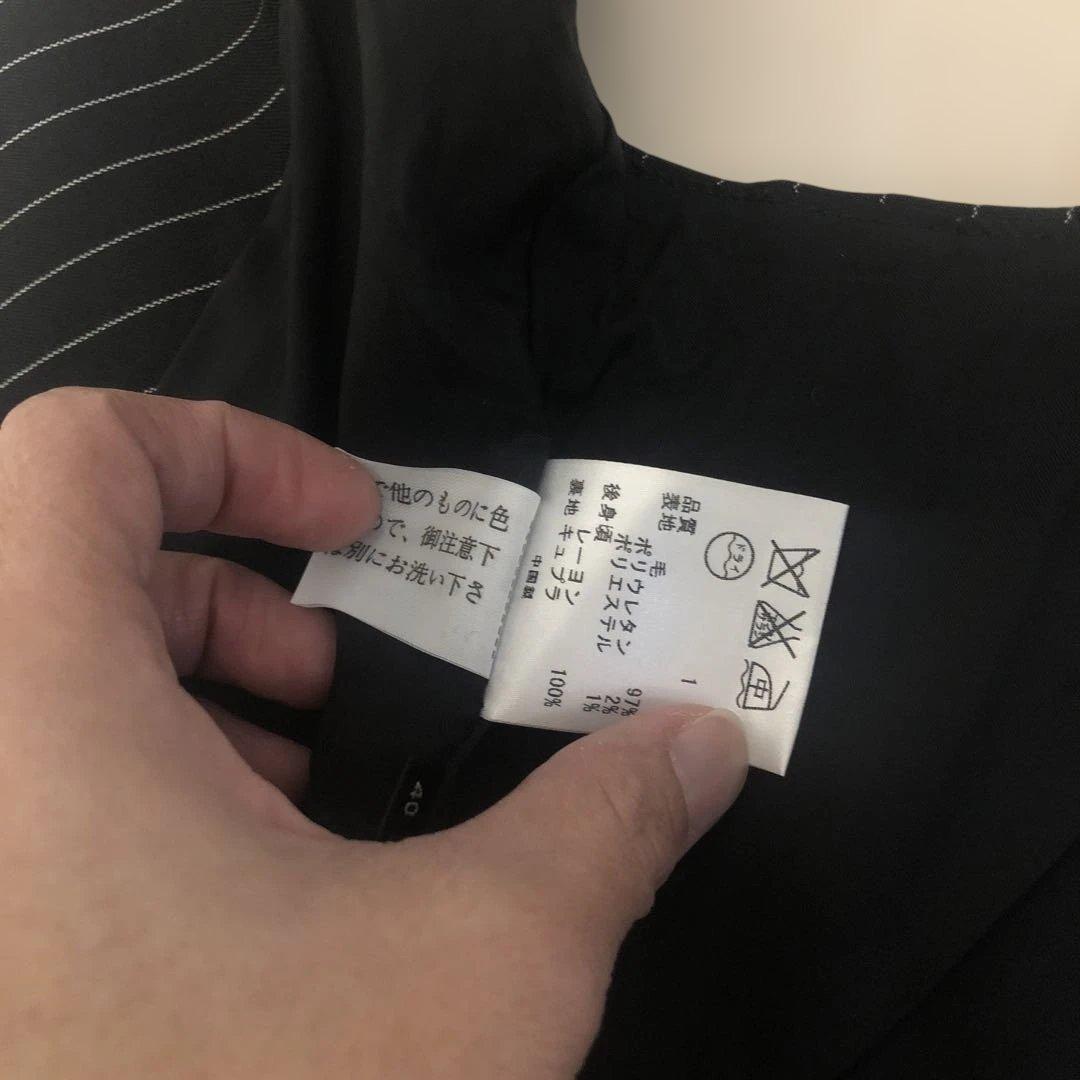 で他のものに色
ので、御注意下
は別にお洗い下さ
ドライ
中
品質 1
表地 毛 97%
ポリウレタン 2%
ポリエステル 1%
後身頃 レーヨン
裏地 キュプラ 100%
中国製
40